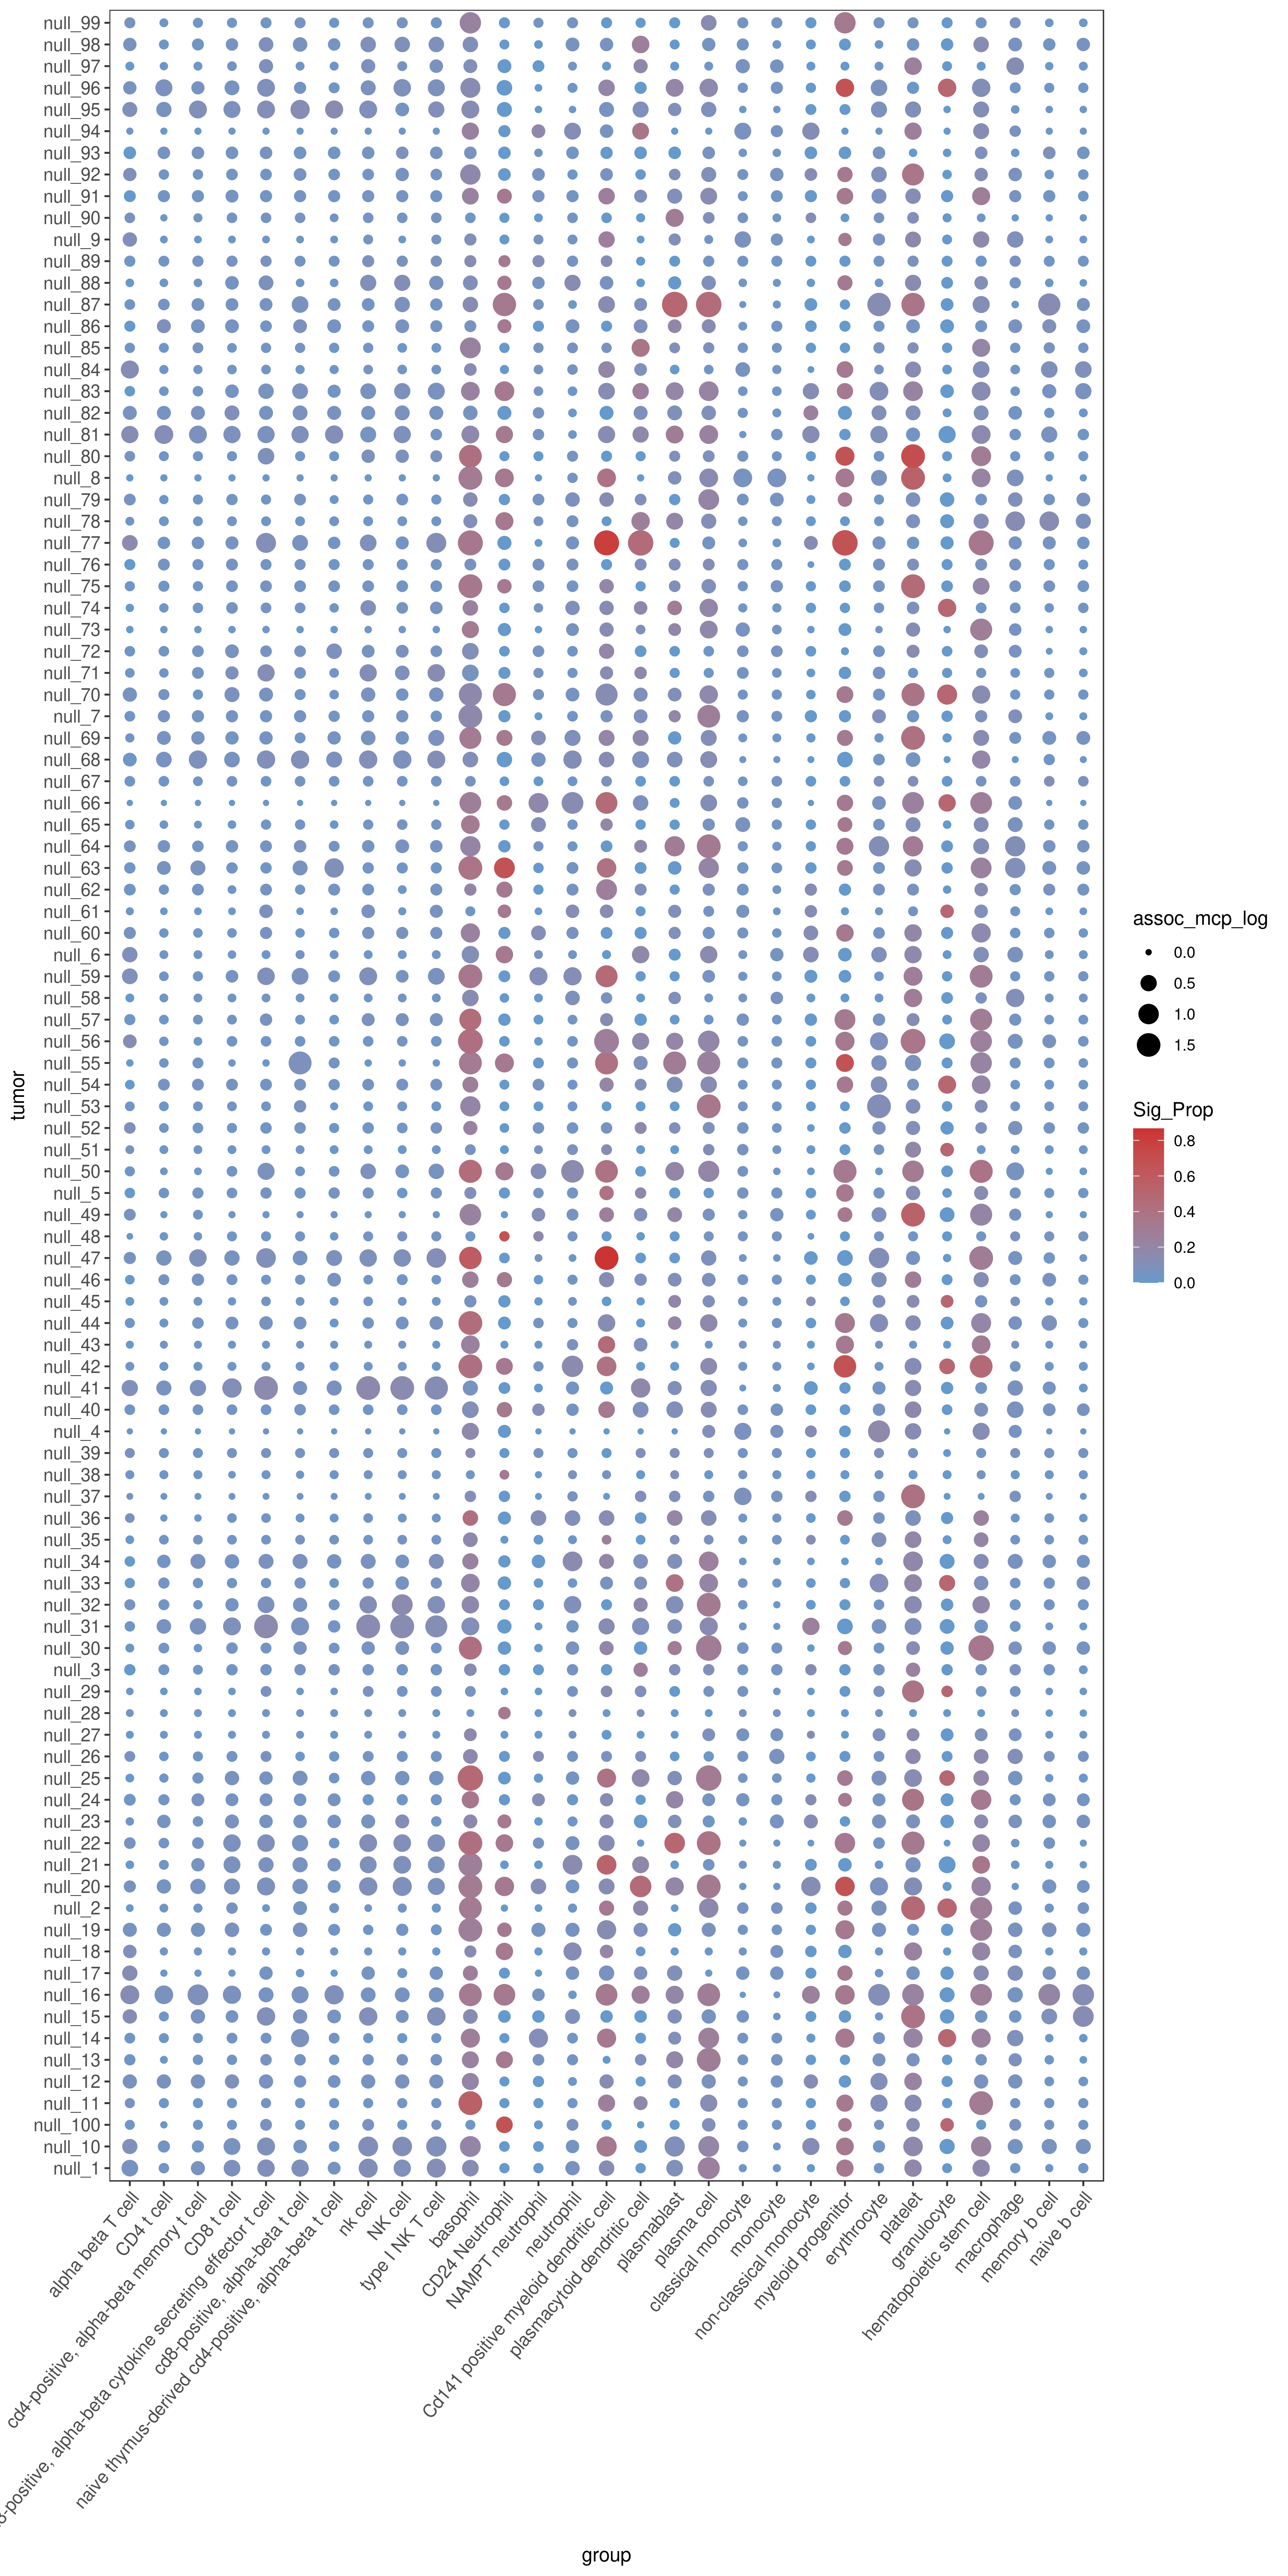 null_99
null_98
null_97
null_96
null_95
null_94
null_93
null_92
null_91
null_90
null_9
null_89
null_88
null_87
null_86
null_85
null_84
null_83
null_82
null_81
null_80
null_8
null_79
null_78
null_77
null_76
null_75
null_74
null_73
null_72
null_71
null_70
null_7
null_69
null_68
null_67
null_66
null_65
null_64
null_63
null_62
null_61
null_60
null_6
null_59
null_58
null_57
null_56
null_55
null_54
null_53
null_52
null_51
null_50
null_5
null_49
null_48
null_47
null_46
null_45
null_44
null_43
null_42
null_41
null_40
null_4
null_39
null_38
null_37
null_36
null_35
null_34
null_33
null_32
null_31
null_30
null_3
null_29
null_28
null_27
null_26
null_25
null_24
null_23
null_22
null_21
null_20
null_2
null_19
null_18
null_17
null_16
null_15
null_14
null_13
null_12
null_11
null_100
null_10
null_1
tumor
assoc_mcp_log
0.0
0.5
1.0
1.5
Sig_Prop
0.8
0.6
0.4
0.2
0.0
alpha beta T cell
CD4 t cell
cd4-positive, alpha-beta memory t cell
CD8 t cell
8-positive, alpha-beta cytokine secreting effector t cell
cd8-positive, alpha-beta t cell
naive thymus-derived cd4-positive, alpha-beta t cell
nk cell
NK cell
type I NK T cell
basophil
CD24 Neutrophil
NAMPT neutrophil
neutrophil
Cd141 positive myeloid dendritic cell
plasmacytoid dendritic cell
plasmablast
plasma cell
classical monocyte
monocyte
non-classical monocyte
myeloid progenitor
erythrocyte
platelet
granulocyte
hematopoietic stem cell
macrophage
memory b cell
naive b cell
group